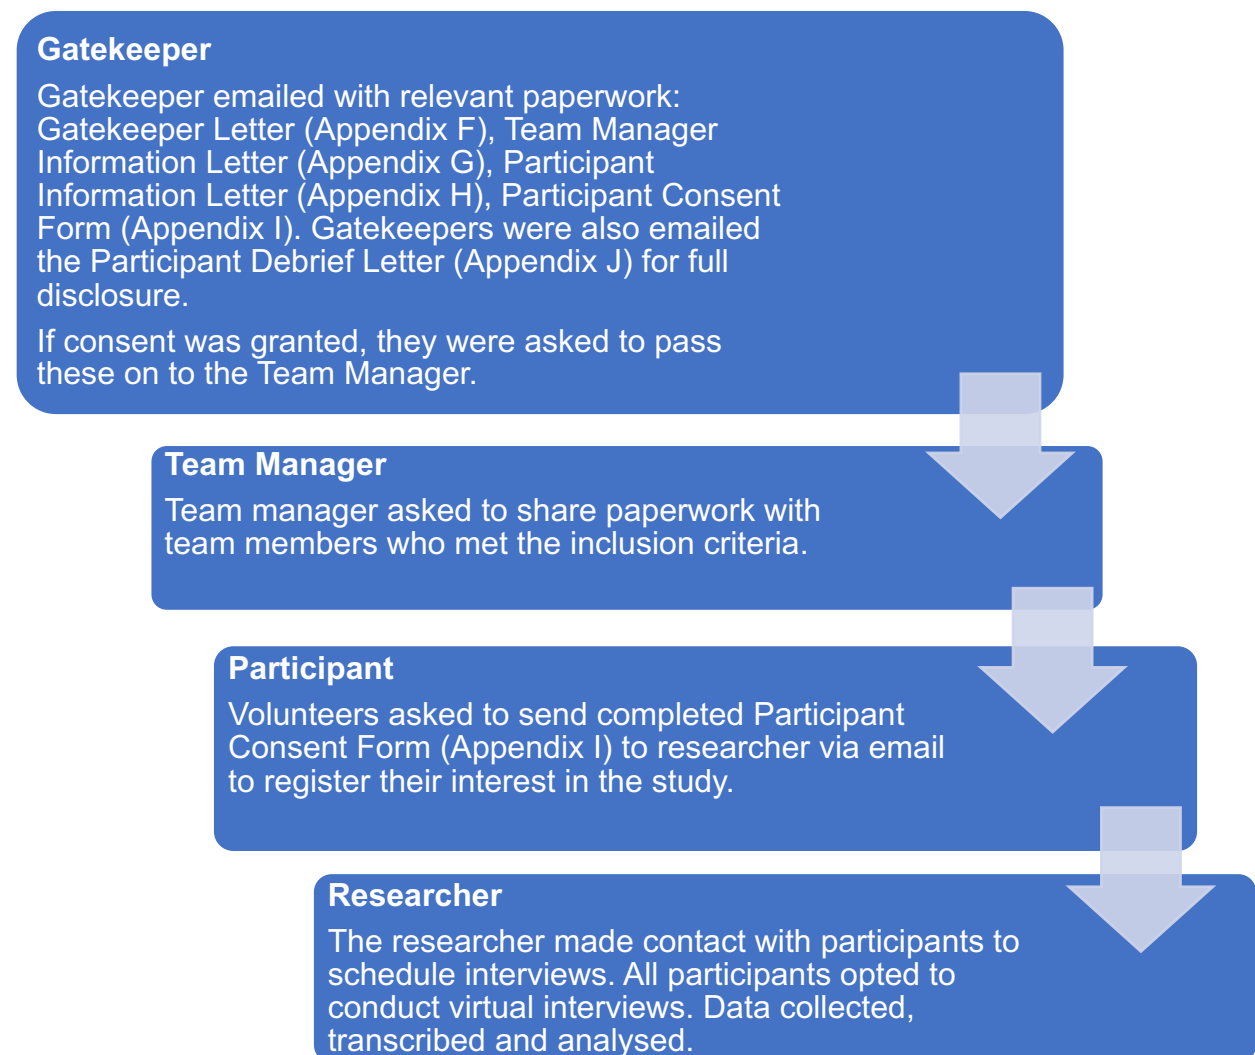 Gatekeeper
Gatekeeper emailed with relevant paperwork:
Gatekeeper Letter (Appendix F), Team Manager
Information Letter (Appendix G), Participant
Information Letter (Appendix H), Participant Consent
Form (Appendix I). Gatekeepers were also emailed
the Participant Debrief Letter (Appendix J) for full
disclosure.
If consent was granted, they were asked to pass
these on to the Team Manager.
Team Manager
Team manager asked to share paperwork with
team members who met the inclusion criteria.
Participant
Volunteers asked to send completed Participant
Consent Form (Appendix I) to researcher via email
to register their interest in the study.
Researcher
The researcher made contact with participants to
schedule interviews. All participants opted to
conduct virtual interviews. Data collected,
transcribed and analysed.